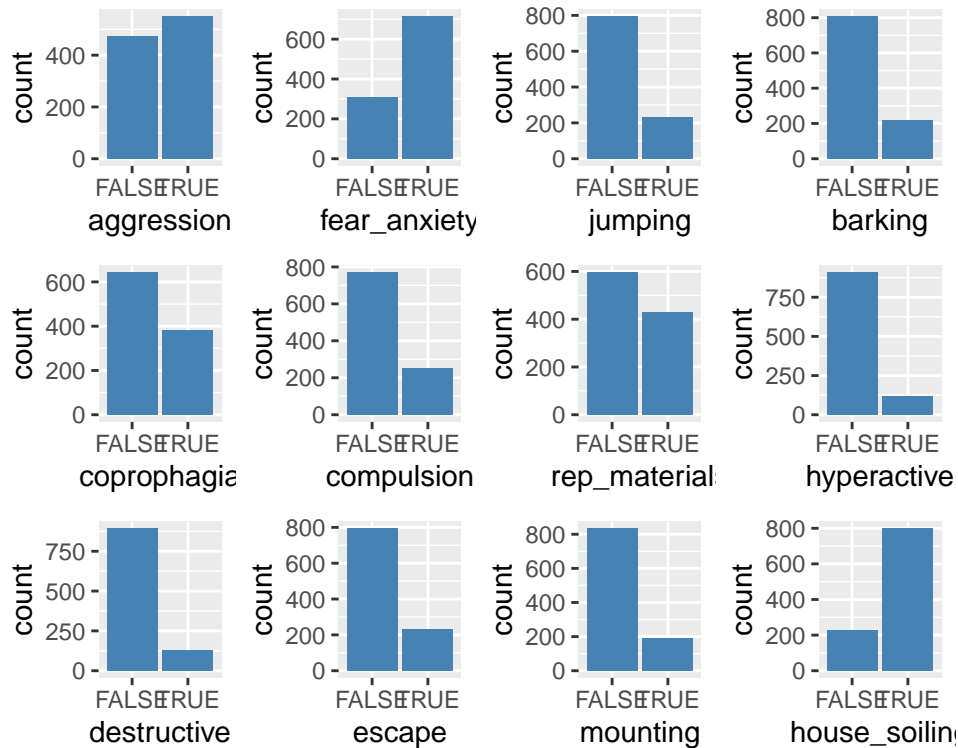 count
400
200
0
FALSE TRUE
aggression
count
600
400
200
0
FALSE TRUE
fear_anxiety
count
800
600
400
200
0
FALSE TRUE
jumping
count
800
600
400
200
0
FALSE TRUE
barking
count
600
400
200
0
FALSE TRUE
coprophagia
count
800
600
400
200
0
FALSE TRUE
compulsion
count
600
400
200
0
FALSE TRUE
rep_materials
count
750
500
250
0
FALSE TRUE
hyperactive
count
750
500
250
0
FALSE TRUE
destructive
count
800
600
400
200
0
FALSE TRUE
escape
count
800
600
400
200
0
FALSE TRUE
mounting
count
800
600
400
200
0
FALSE TRUE
house_soiling